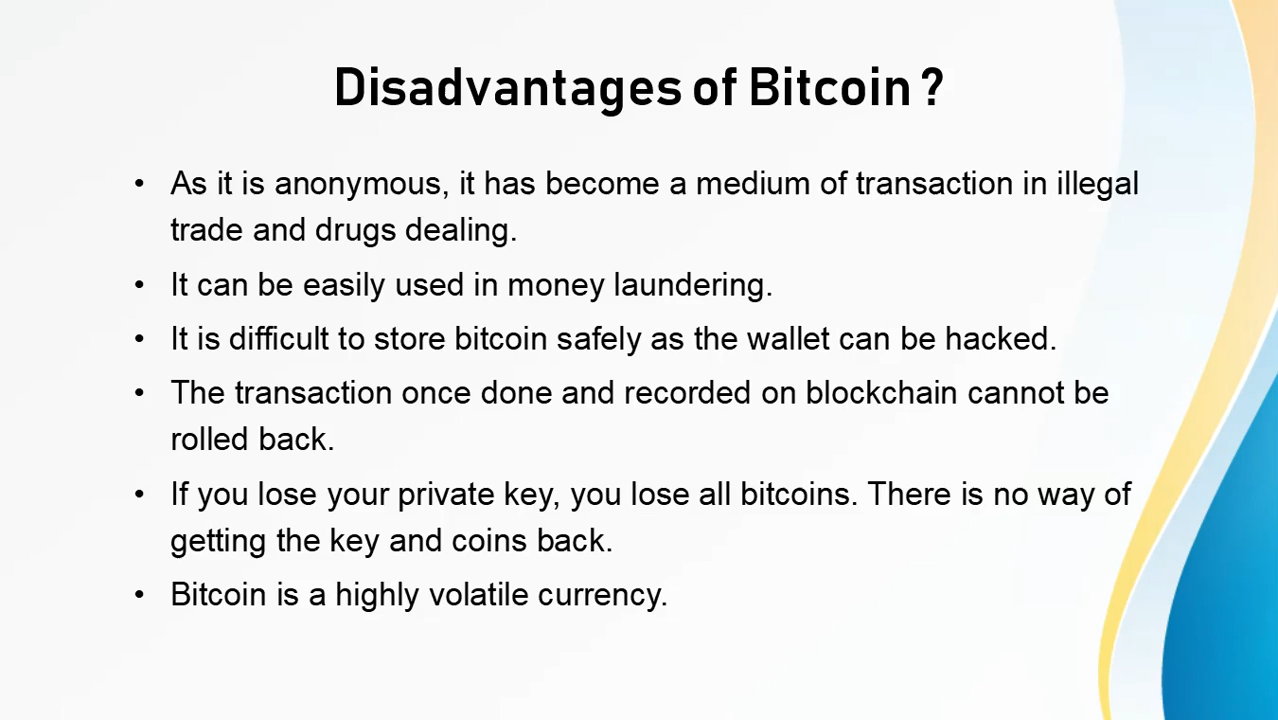 Disadvantages of Bitcoin ?
• As it is anonymous, it has become a medium of transaction in illegal
trade and drugs dealing.
• It can be easily used in money laundering.
• It is difficult to store bitcoin safely as the wallet can be hacked.
• The transaction once done and recorded on blockchain cannot be
rolled back.
• If you lose your private key, you lose all bitcoins. There is no way of
getting the key and coins back.
• Bitcoin is a highly volatile currency.